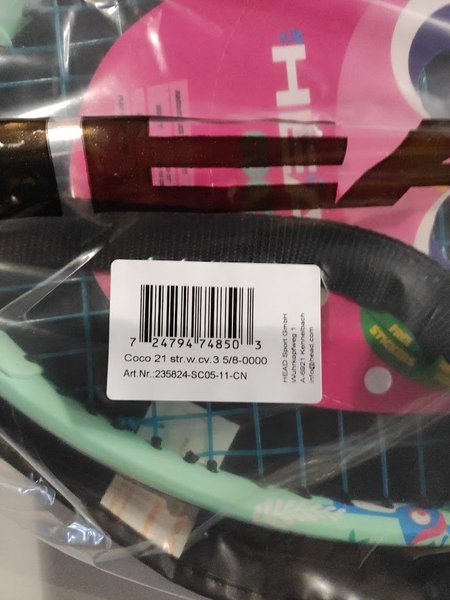 HEAD
7 24794 74850 3
Coco 21 str.w.cv.3 5/8-0000
Art.Nr.:235824-SC05-11-CN
HEAD Sport GmbH
Wuhrkopfweg 1
A-6921 Kennelbach
info@head.com